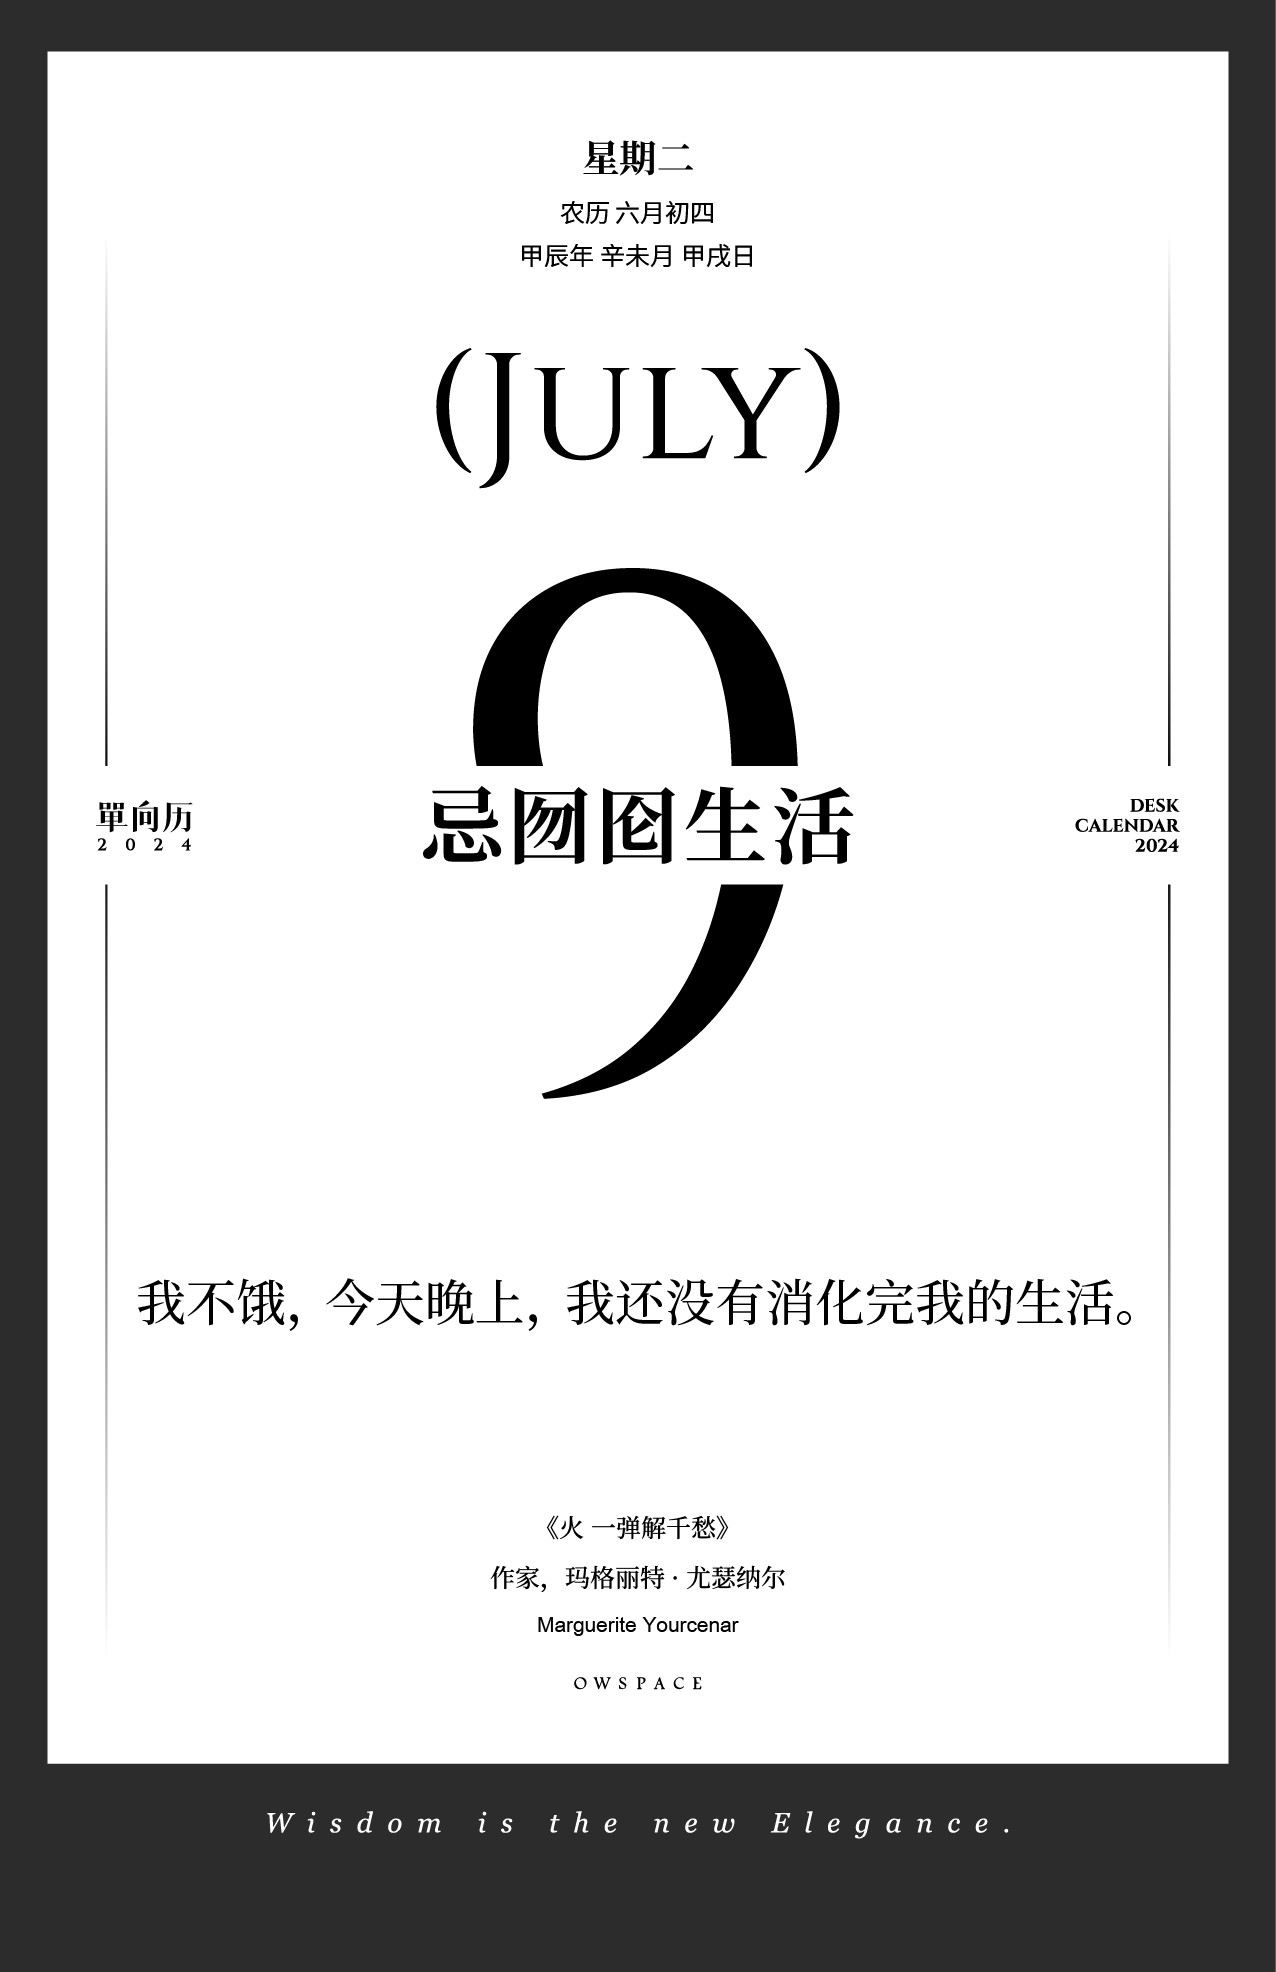 星期二
农历 六月初四
甲辰年 辛未月 甲戌日
(JULY)
9
單向历
2024
忌囫囵生活
DESK
CALENDAR
2024
我不饿，今天晚上，我还没有消化完我的生活。
《火 一弹解千愁》
作家，玛格丽特 · 尤瑟纳尔
Marguerite Yourcenar
OWSPACE
Wisdom is the new Elegance.